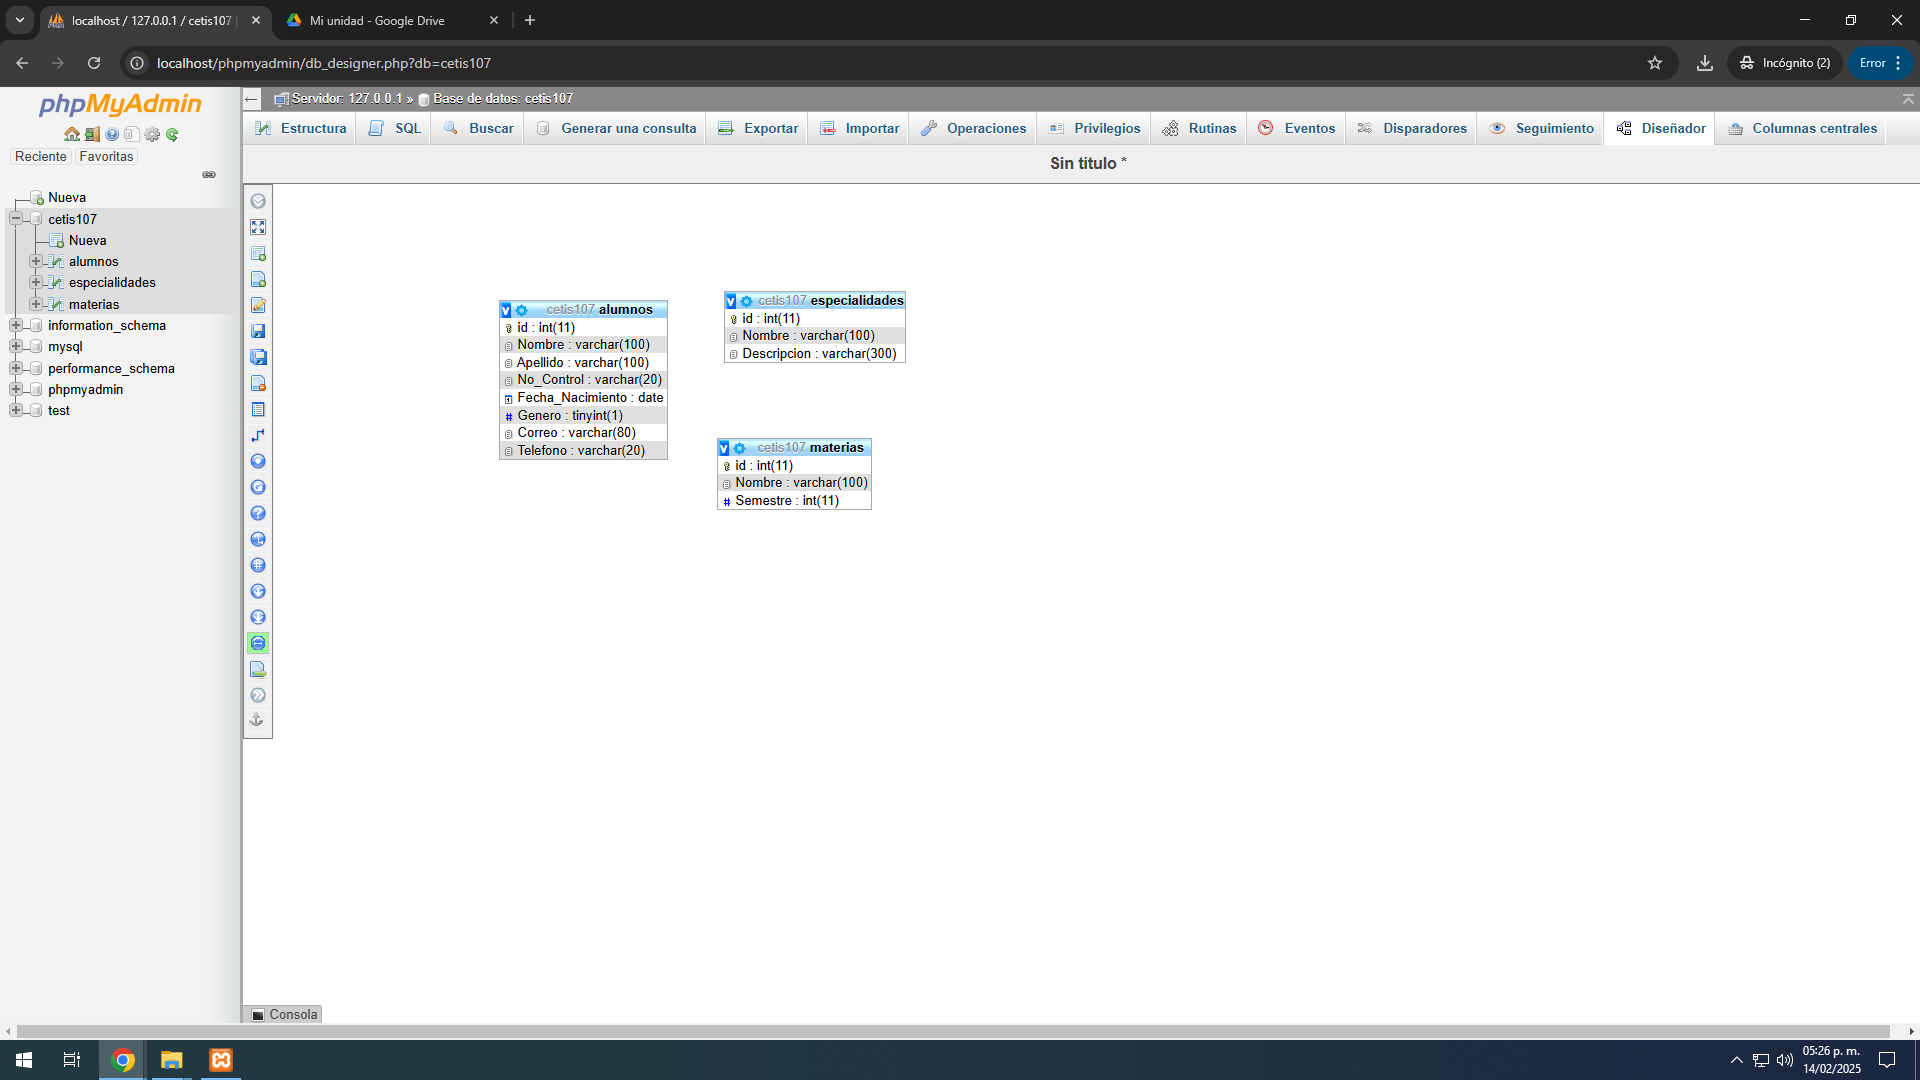 localhost / 127.0.0.1 / cetis107
Mi unidad - Google Drive
localhost/phpmyadmin/db_designer.php?db=cetis107
Incógnito (2)
Error
phpMyAdmin
Reciente
Favoritas
Nueva
cetis107
Nueva
alumnos
especialidades
materias
information_schema
mysql
performance_schema
phpmyadmin
test
Servidor: 127.0.0.1 » Base de datos: cetis107
Estructura
SQL
Buscar
Generar una consulta
Exportar
Importar
Operaciones
Privilegios
Rutinas
Eventos
Disparadores
Seguimiento
Diseñador
Columnas centrales
Sin título *
cetis107 alumnos
id : int(11)
Nombre : varchar(100)
Apellido : varchar(100)
No_Control : varchar(20)
Fecha_Nacimiento : date
# Genero : tinyint(1)
Correo : varchar(80)
Telefono : varchar(20)
cetis107 especialidades
id : int(11)
Nombre : varchar(100)
Descripcion : varchar(300)
cetis107 materias
id : int(11)
Nombre : varchar(100)
# Semestre : int(11)
Consola
05:26 p. m.
14/02/2025